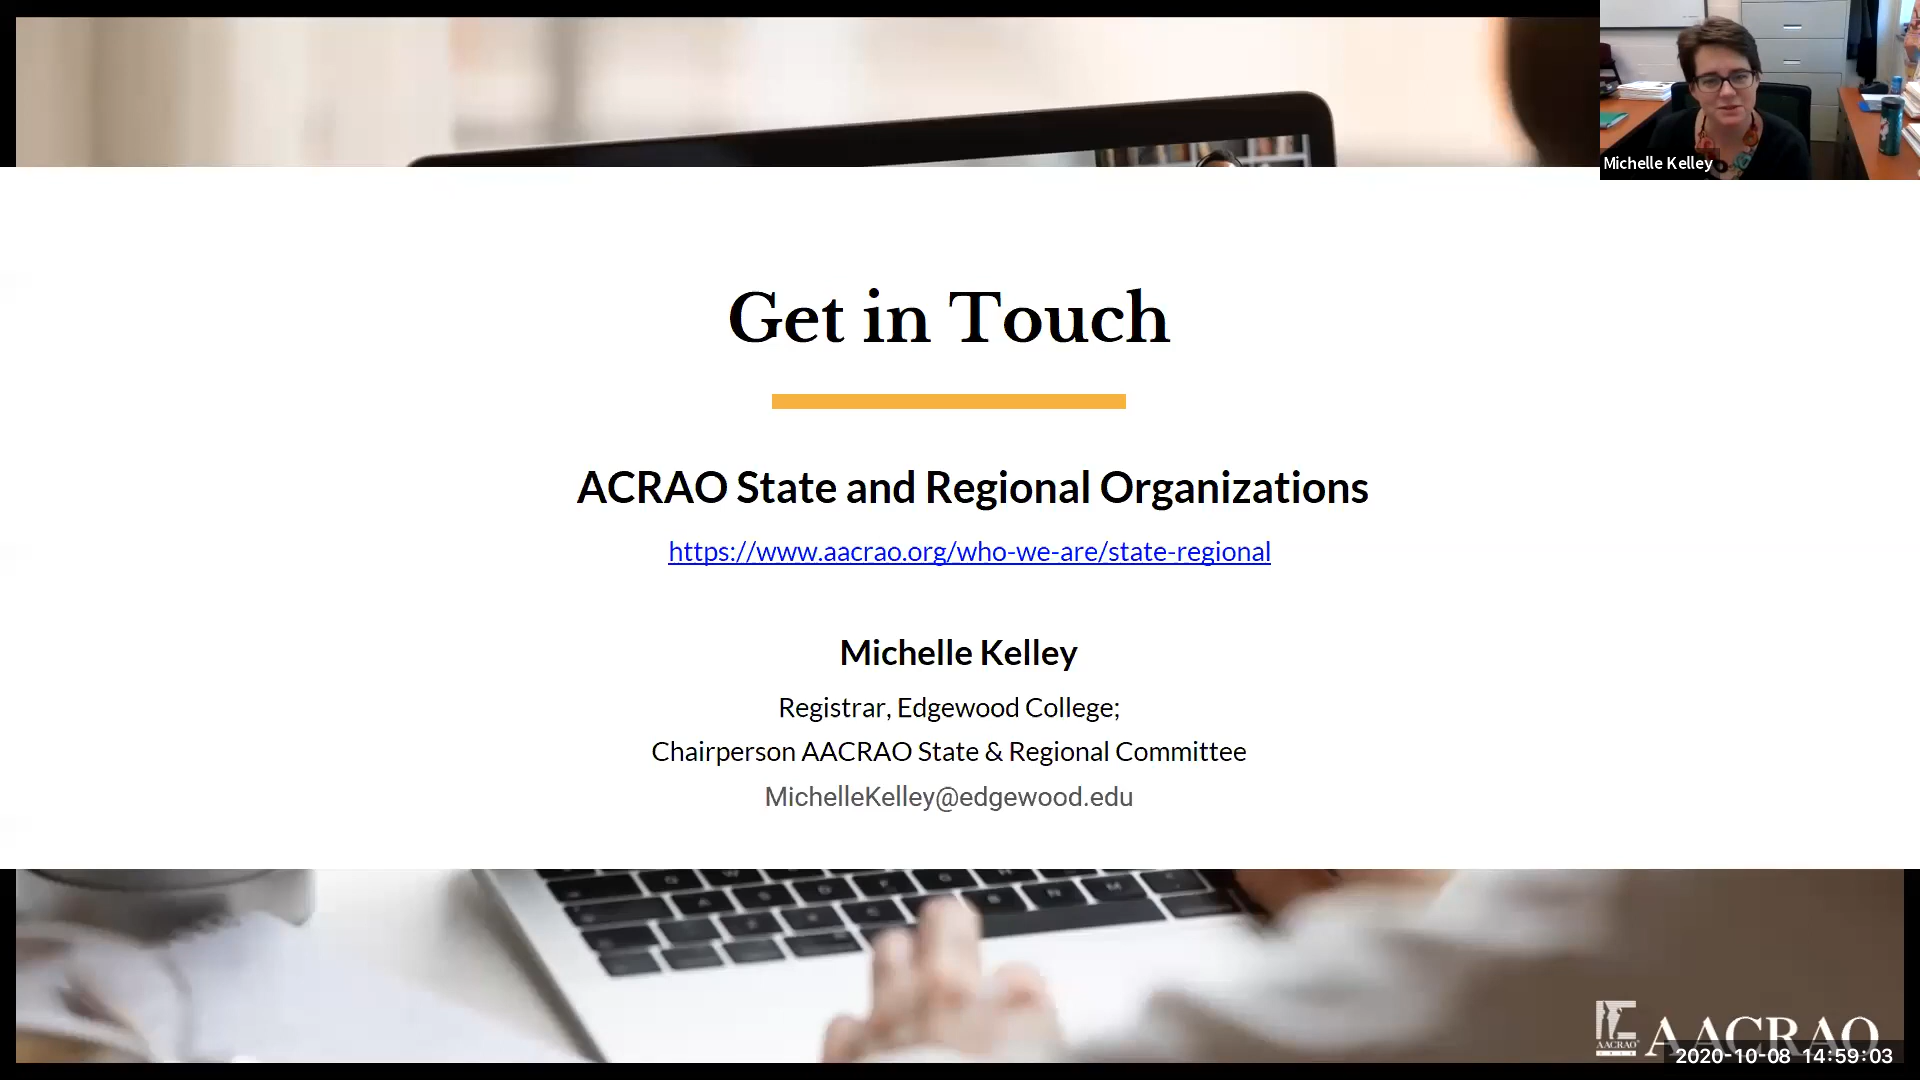 Michelle Kelley
Get in Touch
ACRAO State and Regional Organizations
https://www.aacrao.org/who-we-are/state-regional
Michelle Kelley
Registrar, Edgewood College;
Chairperson AACRAO State & Regional Committee
MichelleKelley@edgewood.edu
AACRAO
AACRAO
2020-10-08 14:59:03